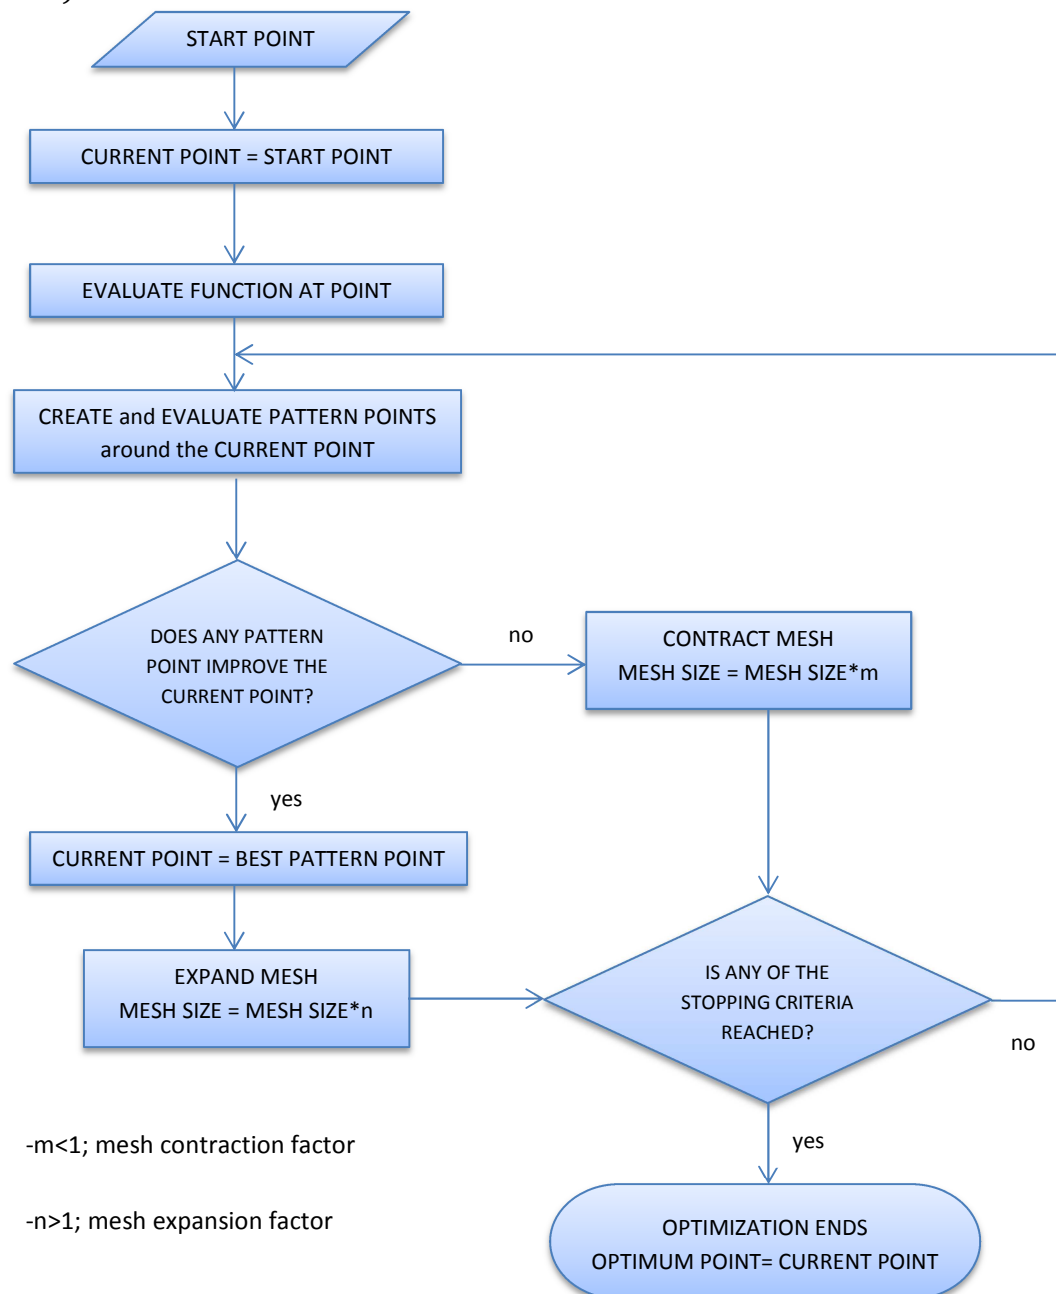 START POINT
CURRENT POINT = START POINT
EVALUATE FUNCTION AT POINT
CREATE and EVALUATE PATTERN POINTS
around the CURRENT POINT
DOES ANY PATTERN
POINT IMPROVE THE
CURRENT POINT?
no
CONTRACT MESH
MESH SIZE = MESH SIZE*m
yes
CURRENT POINT = BEST PATTERN POINT
EXPAND MESH
MESH SIZE = MESH SIZE*n
IS ANY OF THE
STOPPING CRITERIA
REACHED?
no
yes
-m<1; mesh contraction factor
-n>1; mesh expansion factor
OPTIMIZATION ENDS
OPTIMUM POINT= CURRENT POINT